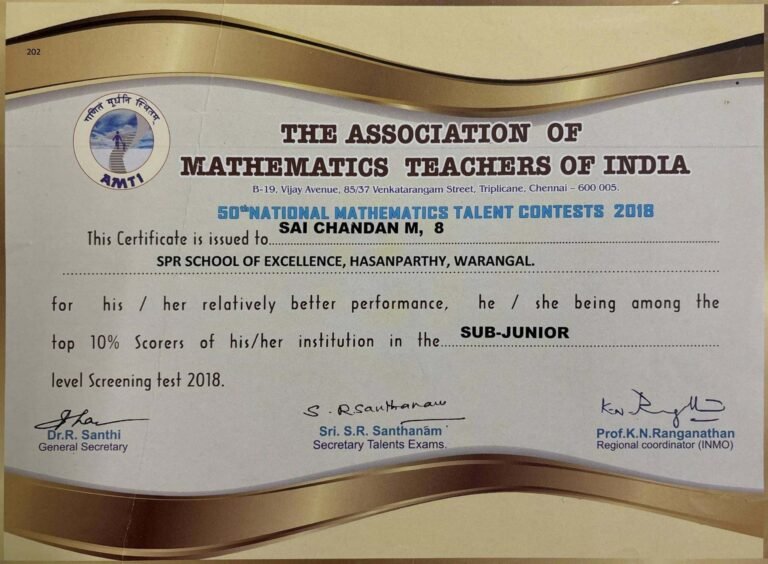 202
गणित मूर्धनि स्थितम्
AMTI
THE ASSOCIATION OF
MATHEMATICS TEACHERS OF INDIA
B-19, Vijay Avenue, 85/37 Venkatarangam Street, Triplicane, Chennai – 600 005.
50thNATIONAL MATHEMATICS TALENT CONTESTS 2018
This Certificate is issued to SAI CHANDAN M, 8
SPR SCHOOL OF EXCELLENCE, HASANPARTHY, WARANGAL.
for his / her relatively better performance, he / she being among the
top 10% Scorers of his/her institution in the SUB-JUNIOR
level Screening test 2018.
S. R Santhanam
Dr.R. Santhi
General Secretary
Sri. S.R. Santhanam
Secretary Talents Exams.
Prof.K.N.Ranganathan
Regional coordinator (INMO)